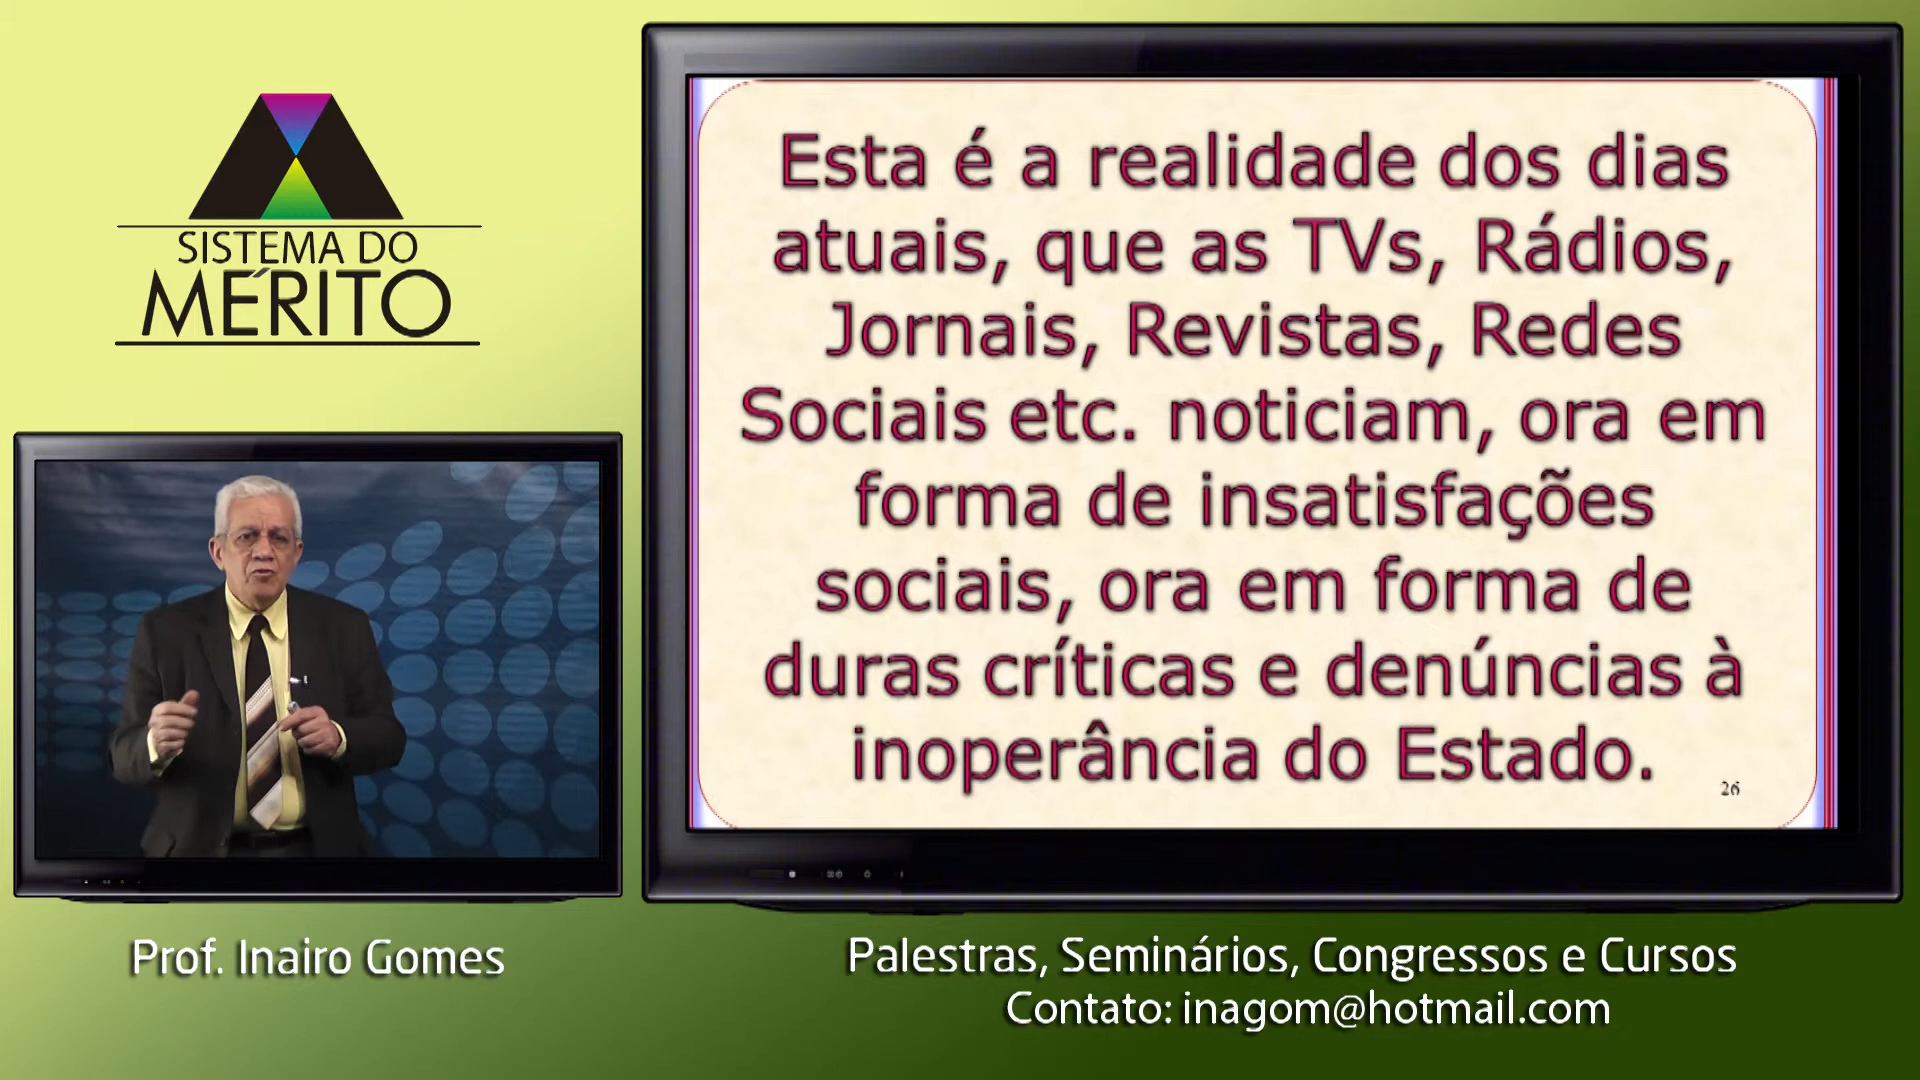 SISTEMA DO
MÉRITO
Esta é a realidade dos dias
atuais, que as TVs, Rádios,
Jornais, Revistas, Redes
Sociais etc. noticiam, ora em
forma de insatisfações
sociais, ora em forma de
duras críticas e denúncias à
inoperância do Estado.
26
Prof. Inairo Gomes
Palestras, Seminários, Congressos e Cursos
Contato: inagom@hotmail.com